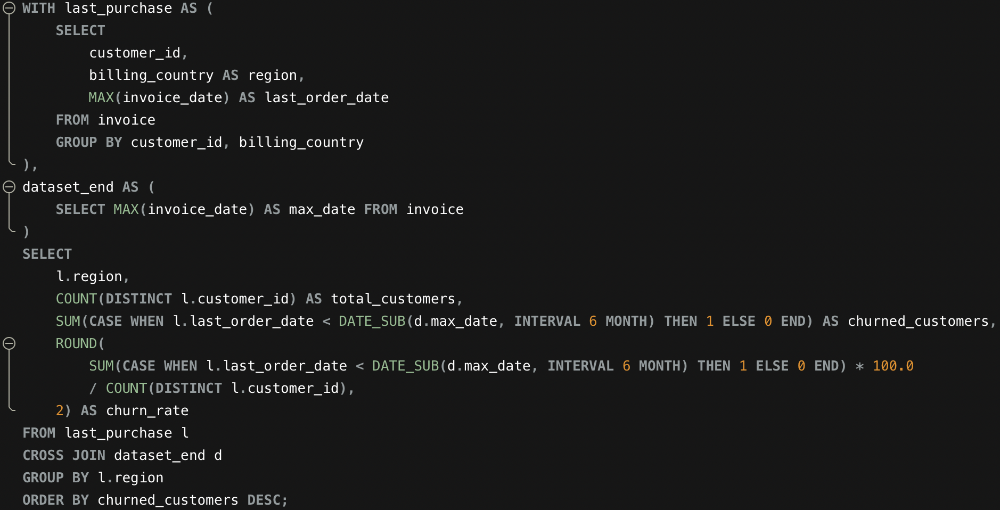 WITH last_purchase AS (
    SELECT
        customer_id,
        billing_country AS region,
        MAX(invoice_date) AS last_order_date
    FROM invoice
    GROUP BY customer_id, billing_country
),
dataset_end AS (
    SELECT MAX(invoice_date) AS max_date FROM invoice
)
SELECT
    l.region,
    COUNT(DISTINCT l.customer_id) AS total_customers,
    SUM(CASE WHEN l.last_order_date < DATE_SUB(d.max_date, INTERVAL 6 MONTH) THEN 1 ELSE 0 END) AS churned_customers,
    ROUND(
        SUM(CASE WHEN l.last_order_date < DATE_SUB(d.max_date, INTERVAL 6 MONTH) THEN 1 ELSE 0 END) * 100.0
        / COUNT(DISTINCT l.customer_id),
    2) AS churn_rate
FROM last_purchase l
CROSS JOIN dataset_end d
GROUP BY l.region
ORDER BY churned_customers DESC;